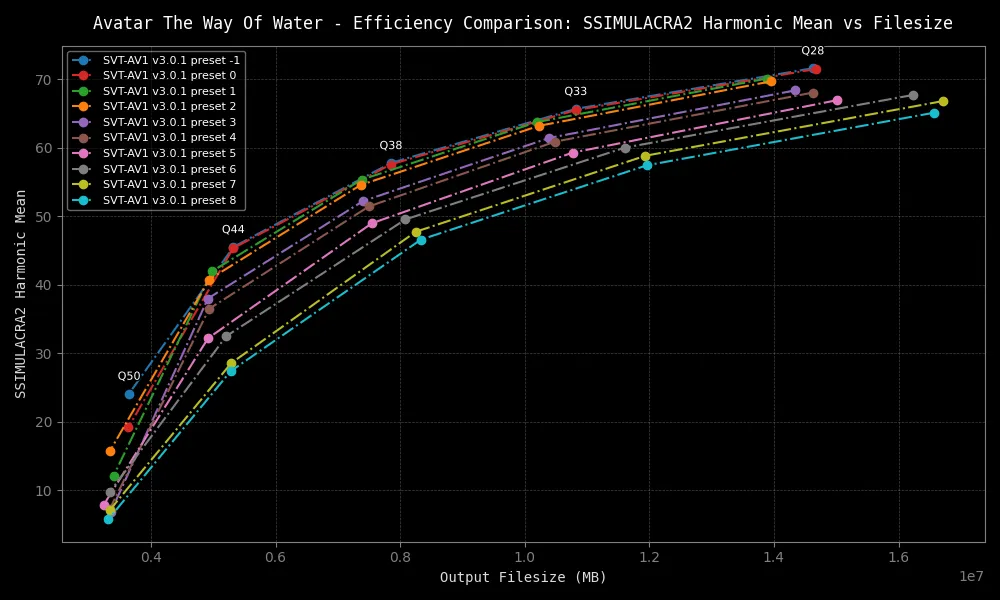 Avatar The Way Of Water - Efficiency Comparison: SSIMULACRA2 Harmonic Mean vs Filesize
SVT-AV1 v3.0.1 preset -1
SVT-AV1 v3.0.1 preset 0
SVT-AV1 v3.0.1 preset 1
SVT-AV1 v3.0.1 preset 2
SVT-AV1 v3.0.1 preset 3
SVT-AV1 v3.0.1 preset 4
SVT-AV1 v3.0.1 preset 5
SVT-AV1 v3.0.1 preset 6
SVT-AV1 v3.0.1 preset 7
SVT-AV1 v3.0.1 preset 8
Q28
Q33
Q38
Q44
Q50
SSIMULACRA2 Harmonic Mean
70
60
50
40
30
20
10
0.4 0.6 0.8 1.0 1.2 1.4 1.6
1e7
Output Filesize (MB)